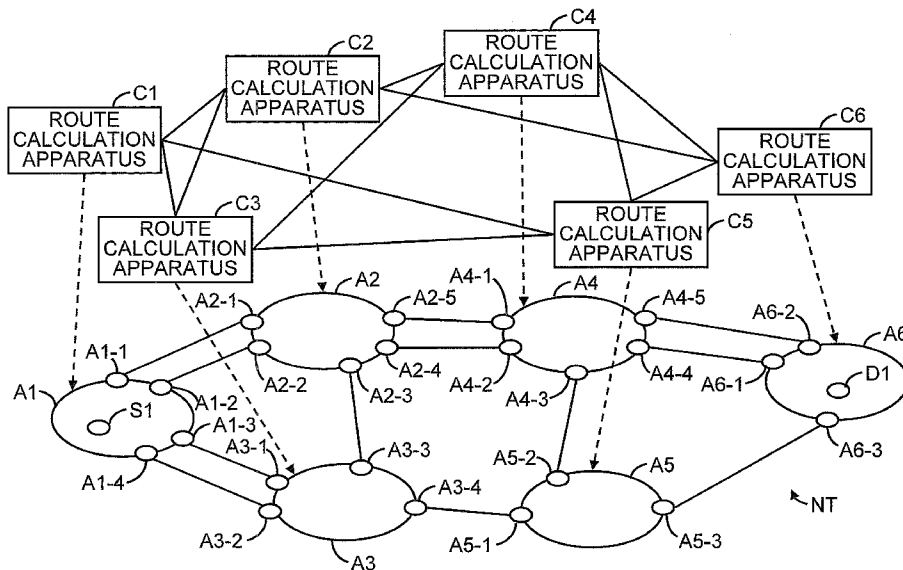 C4
C2
ROUTE
CALCULATION
APPARATUS
C1
ROUTE
CALCULATION
APPARATUS
C6
ROUTE
CALCULATION
APPARATUS
ROUTE
CALCULATION
APPARATUS
C3
ROUTE
CALCULATION
APPARATUS
ROUTE
CALCULATION
APPARATUS
C5
A2-1
A2
A2-5
A4-1
A4
A4-5
A6-2
A6
A1-1
A1
S1
A1-2
A2-2
A2-3
A2-4
A4-2
A4-3
A4-4
A6-1
D1
A1-3
A3-1
A1-4
A3-3
A3-4
A5-2
A5
A6-3
NT
A3-2
A3
A5-1
A5-3